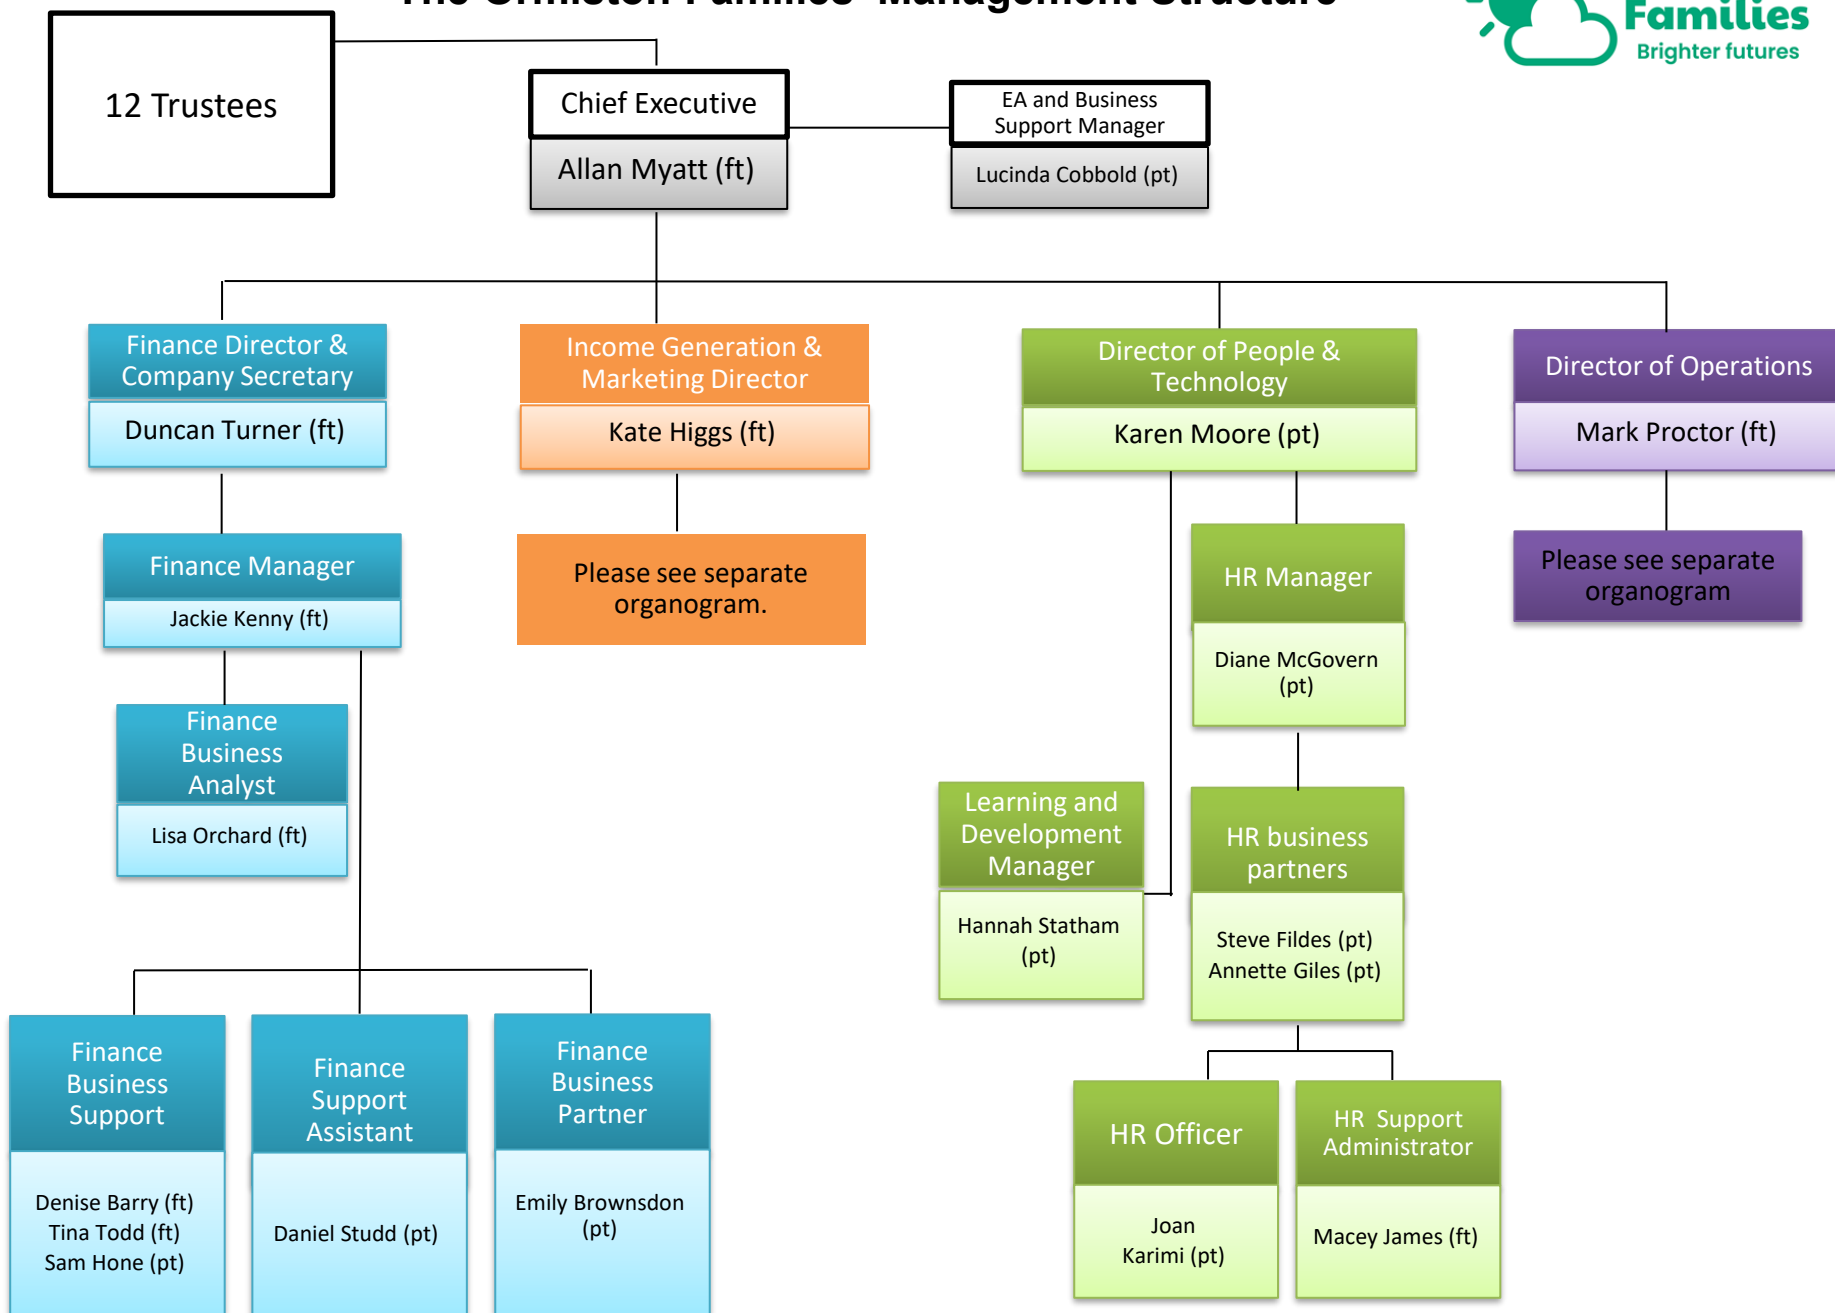 The Ormiston Families' Management Structure
Families
Brighter futures
12 Trustees
Chief Executive
Allan Myatt (ft)
EA and Business
Support Manager
Lucinda Cobbold (pt)
Finance Director &
Company Secretary
Duncan Turner (ft)
Income Generation &
Marketing Director
Kate Higgs (ft)
Director of People &
Technology
Karen Moore (pt)
Director of Operations
Mark Proctor (ft)
Finance Manager
Jackie Kenny (ft)
Please see separate
organogram.
HR Manager
Diane McGovern
(pt)
Please see separate
organogram
Finance
Business
Analyst
Lisa Orchard (ft)
Learning and
Development
Manager
Hannah Statham
(pt)
HR business
partners
Steve Fildes (pt)
Annette Giles (pt)
Finance
Business
Support
Denise Barry (ft)
Tina Todd (ft)
Sam Hone (pt)
Finance
Support
Assistant
Daniel Studd (pt)
Finance
Business
Partner
Emily Brownsdon
(pt)
HR Officer
Joan
Karimi (pt)
HR Support
Administrator
Macey James (ft)